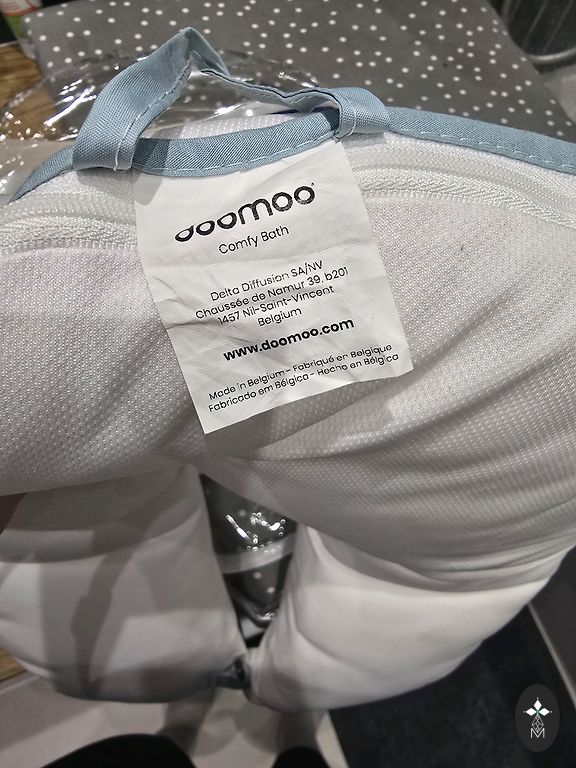 doomoo
Comfy Bath
Delta Diffusion SA/NV
Chaussée de Namur 39, b201
1457 Nil-Saint-Vincent
Belgium
www.doomoo.com
Made in Belgium - Fabriqué en Belgique
Fabricado em Bélgica - Hecho en Bélgica